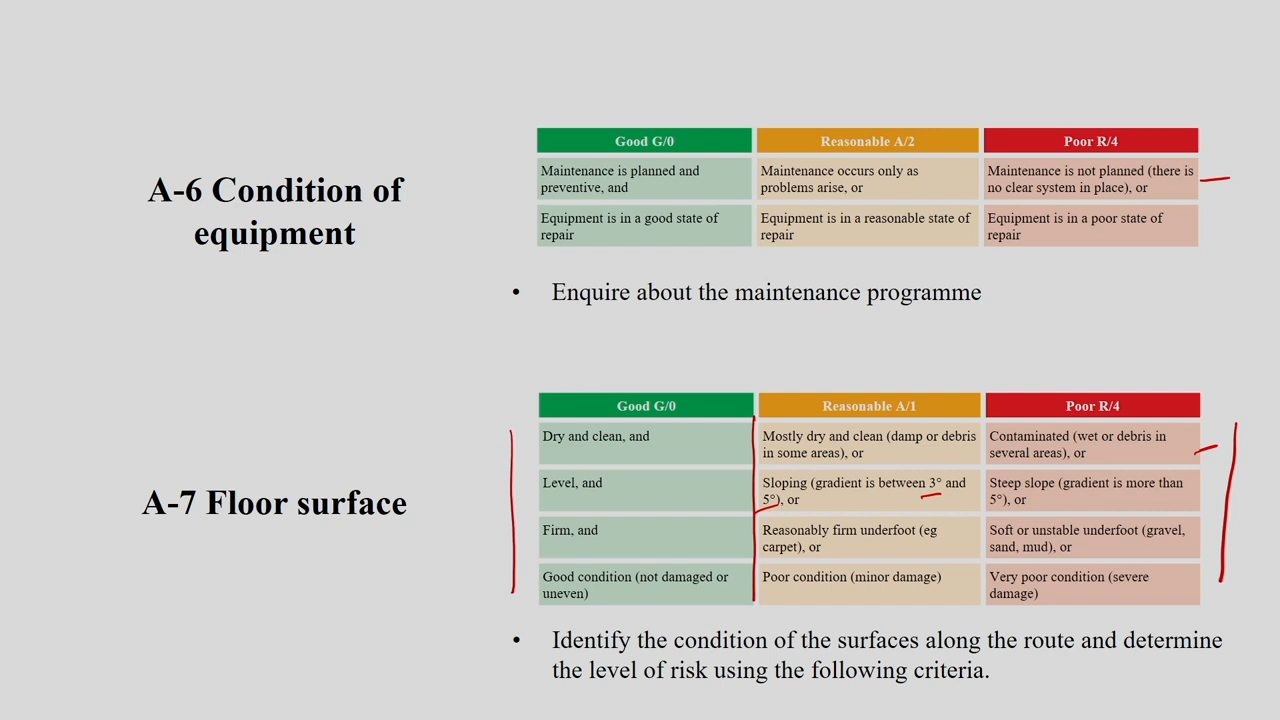 A-6 Condition of
equipment
Good G/0
Reasonable A/2
Poor R/4
Maintenance is planned and
preventive, and
Maintenance occurs only as
problems arise, or
Maintenance is not planned (there is
no clear system in place), or
Equipment is in a good state of
repair
Equipment is in a reasonable state of
repair
Equipment is in a poor state of
repair
• Enquire about the maintenance programme
A-7 Floor surface
Good G/0
Reasonable A/1
Poor R/4
Dry and clean, and
Mostly dry and clean (damp or debris
in some areas), or
Contaminated (wet or debris in
several areas), or
Level, and
Sloping (gradient is between 3° and
5°), or
Steep slope (gradient is more than
5°), or
Firm, and
Reasonably firm underfoot (eg
carpet), or
Soft or unstable underfoot (gravel,
sand, mud), or
Good condition (not damaged or
uneven)
Poor condition (minor damage)
Very poor condition (severe
damage)
• Identify the condition of the surfaces along the route and determine
the level of risk using the following criteria.